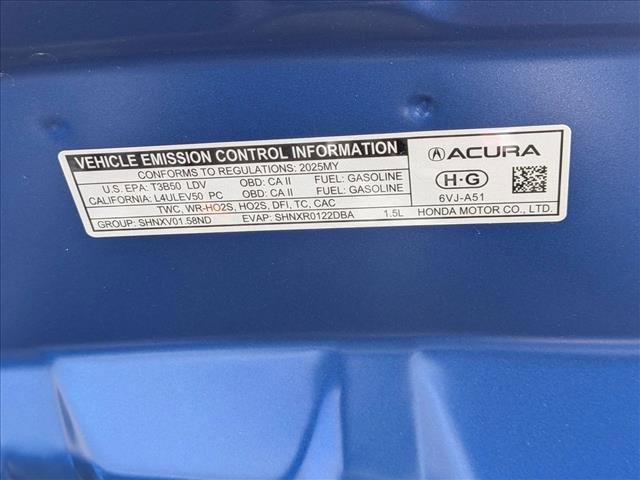 VEHICLE EMISSION CONTROL INFORMATION
CONFORMS TO REGULATIONS: 2025MY
U.S. EPA: T3B50 LDV OBD: CA II FUEL: GASOLINE
CALIFORNIA: L4ULEV50 PC OBD: CA II FUEL: GASOLINE
TWC, WR-HO2S, HO2S, DFI, TC, CAC
GROUP: SHNXV01.58ND EVAP: SHNXR0122DBA 1.5L
ACURA
H·G
6VJ-A51
HONDA MOTOR CO., LTD.